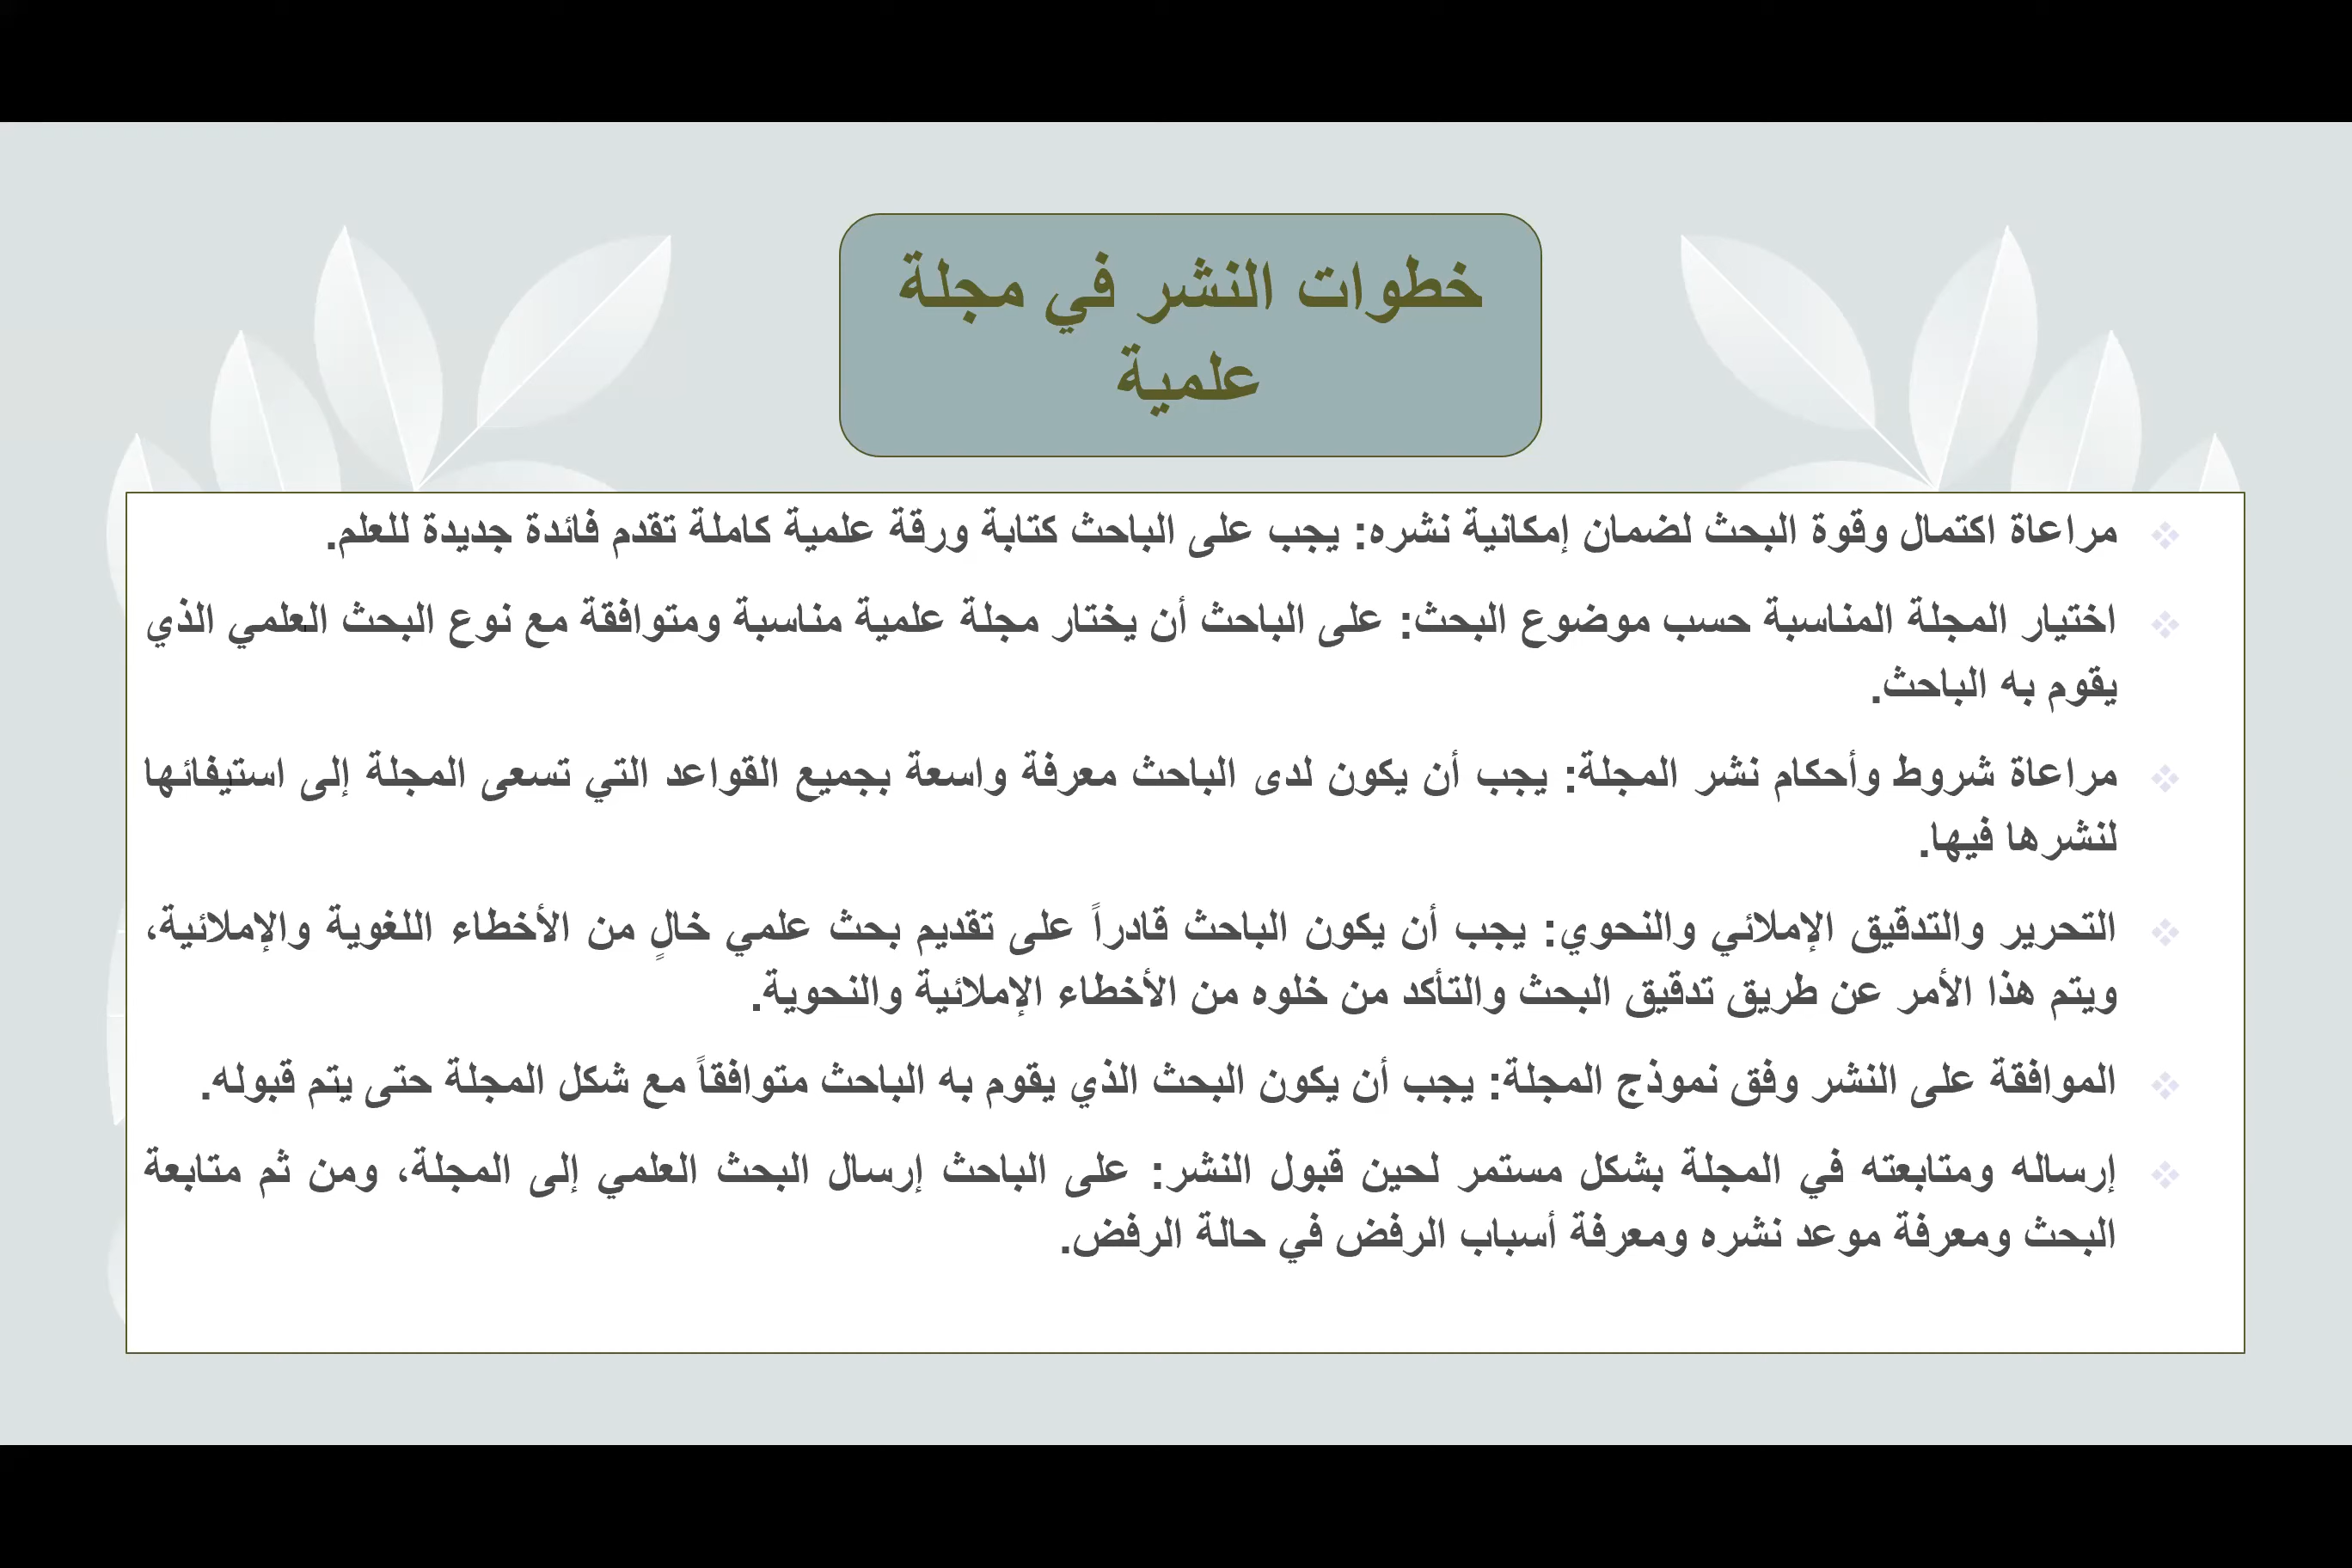 خطوات النشر في مجلة
علمية
مراعاة اكتمال وقوة البحث لضمان إمكانية نشره: يجب على الباحث كتابة ورقة علمية كاملة تقدم فائدة جديدة للعلم.
اختيار المجلة المناسبة حسب موضوع البحث: على الباحث أن يختار مجلة علمية مناسبة ومتوافقة مع نوع البحث العلمي الذي
يقوم به الباحث.
مراعاة شروط وأحكام نشر المجلة: يجب أن يكون لدى الباحث معرفة واسعة بجميع القواعد التي تسعى المجلة إلى استيفائها
لنشرها فيها.
التحرير والتدقيق الإملائي والنحوي: يجب أن يكون الباحث قادراً على تقديم بحث علمي خالٍ من الأخطاء اللغوية والإملائية،
ويتم هذا الأمر عن طريق تدقيق البحث والتأكد من خلوه من الأخطاء الإملائية والنحوية.
الموافقة على النشر وفق نموذج المجلة: يجب أن يكون البحث الذي يقوم به الباحث متوافقاً مع شكل المجلة حتى يتم قبوله.
إرساله ومتابعته في المجلة بشكل مستمر لحين قبول النشر: على الباحث إرسال البحث العلمي إلى المجلة، ومن ثم متابعة
البحث ومعرفة موعد نشره ومعرفة أسباب الرفض في حالة الرفض.